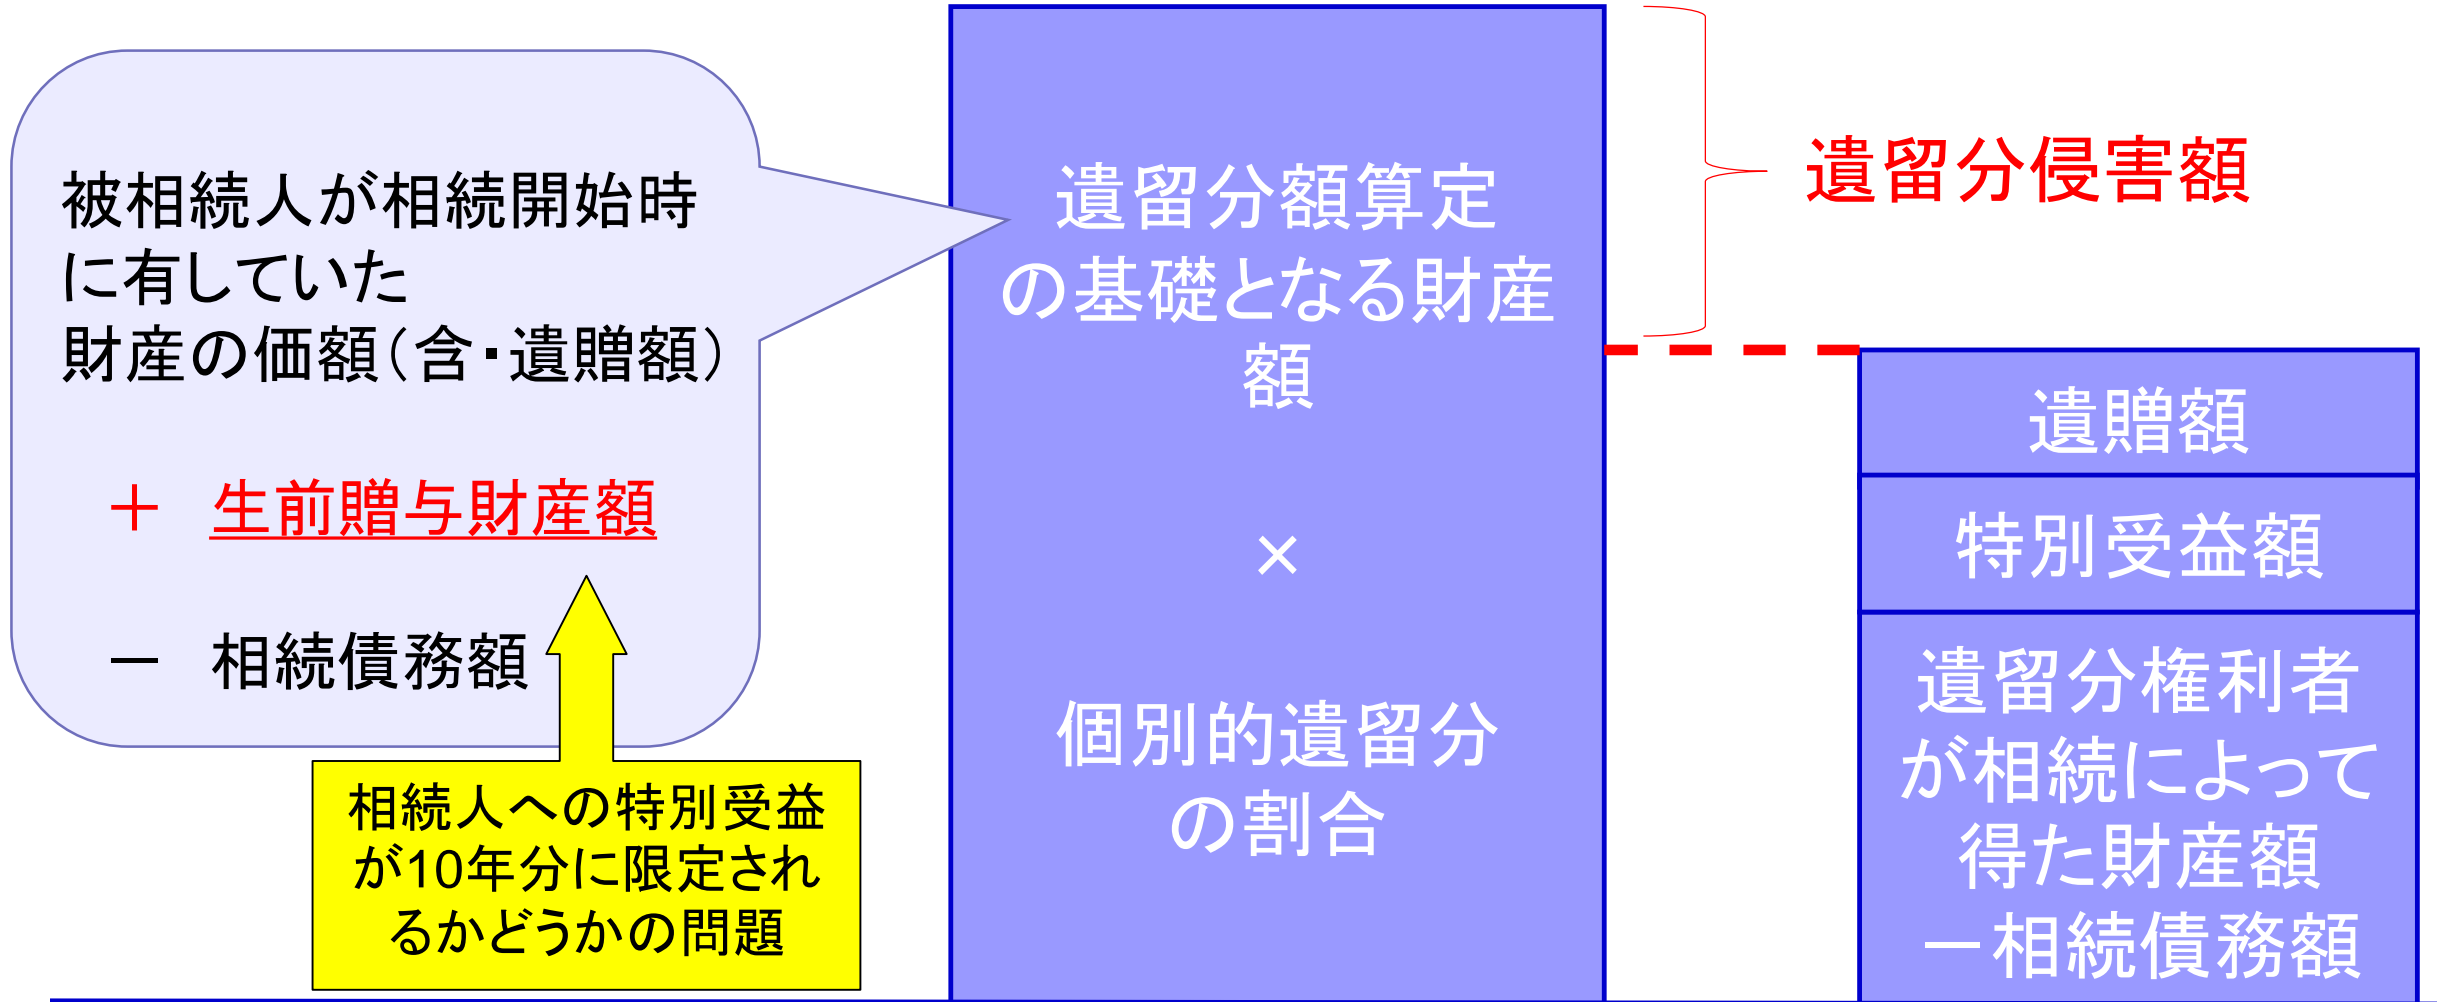 被相続人が相続開始時
に有していた
財産の価額（含・遺贈額）
＋　生前贈与財産額
－　相続債務額
相続人への特別受益
が10年分に限定され
るかどうかの問題
遺留分額算定
の基礎となる財産
額
×
個別的遺留分
の割合
遺留分侵害額
遺贈額
特別受益額
遺留分権利者
が相続によって
得た財産額
－相続債務額